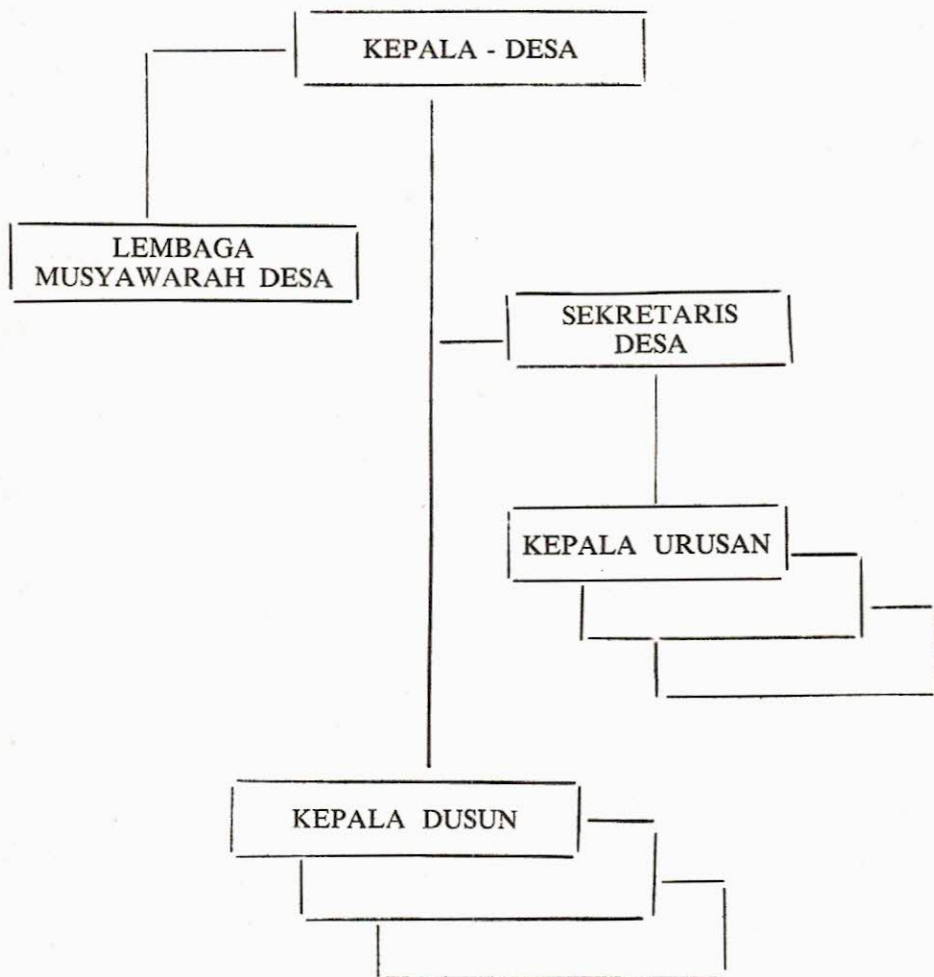 KEPALA - DESA
LEMBAGA
MUSYAWARAH DESA
SEKRETARIS
DESA
KEPALA URUSAN
KEPALA DUSUN